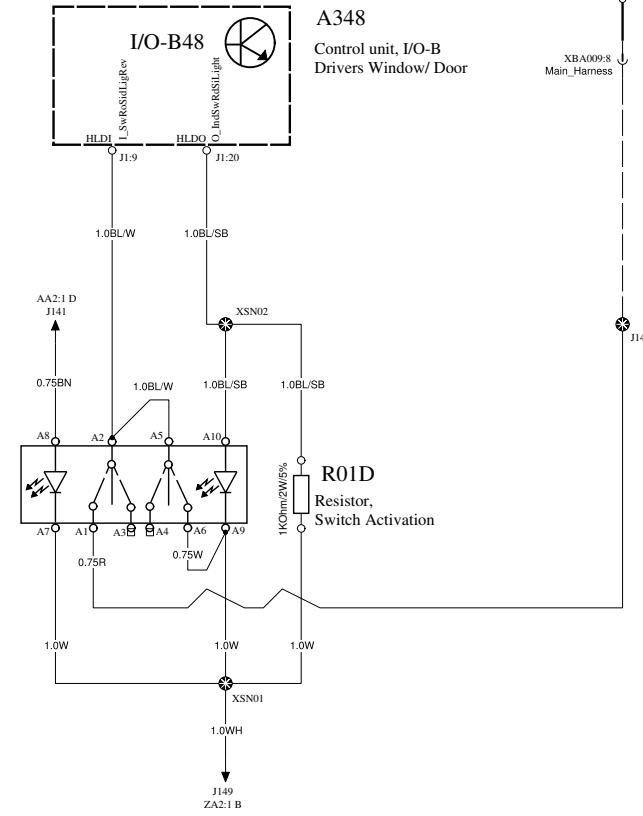 A348
I/O-B48
Control unit, I/O-B
Drivers Window/ Door
I_SwRoSidLigRev
O_IndSwRdSiLight
XBA009:8
Main_Harness
HLDI
HLDO
J1:9
J1:20
1.0BL/W
1.0BL/SB
AA2:1 D
J141
XSN02
J14
0.75BN
1.0BL/W
1.0BL/SB
1.0BL/SB
A8
A2
A5
A10
1KOhm/2W/5%
R01D
Resistor,
Switch Activation
A7
A1
A3
A4
A6
A9
0.75R
0.75W
1.0W
1.0W
1.0W
XSN01
1.0WH
J149
ZA2:1 B